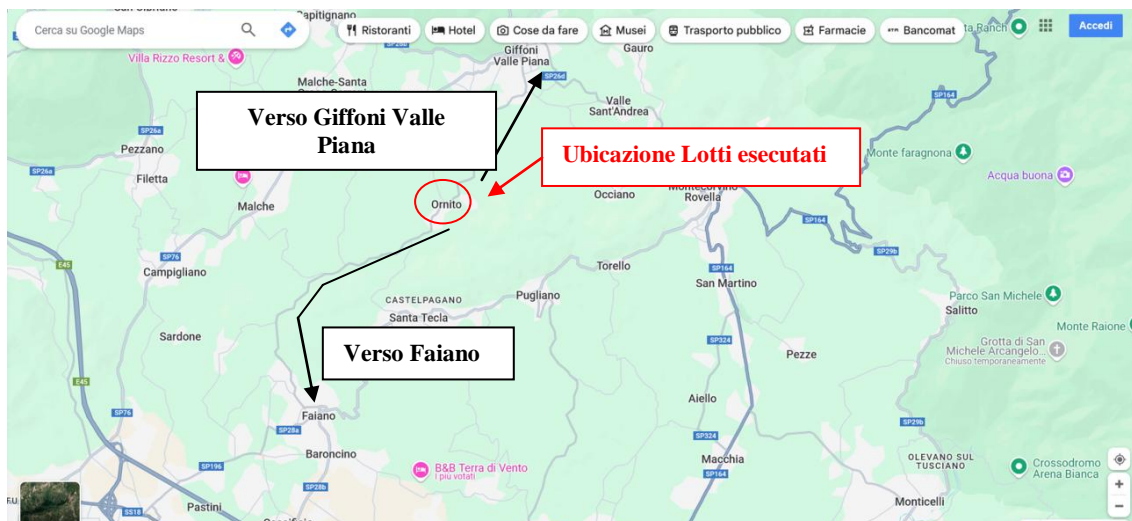 Capitignano
Cerca su Google Maps
Ristoranti
Hotel
Cose da fare
Musei
Trasporto pubblico
Farmacie
Bancomat
Accedi
Villa Rizzo Resort &
Giffoni
Valle Piana
Gauro
SP26d
Malche-Santa
Valle
Sant'Andrea
SP164
Verso Giffoni Valle
Piana
Ubicazione Lotti esecutati
SP26a
Pezzano
SP26a
Filetta
Monte faragnona
Acqua buona
Malche
Ornito
Occiano
Montecorvino
Rovella
SP164
SP29b
E45
SP76
Campigliano
Torello
SP164
San Martino
Pugliano
CASTELPAGANO
Santa Tecla
Parco San Michele
Salitto
Monte Raione
Sardone
Verso Faiano
SP324
Pezze
Grotta di San
Michele Arcangelo...
Chiuso temporaneamente
E45
SP76
Faiano
SP28a
Aiello
SP29b
SP324
Baroncino
B&B Terra di Vento
I più votati
Macchia
SP164
OLEVANO SUL
TUSCIANO
Crossodromo
Arena Bianca
SP196
SP28b
Pastini
SS18
Monticelli